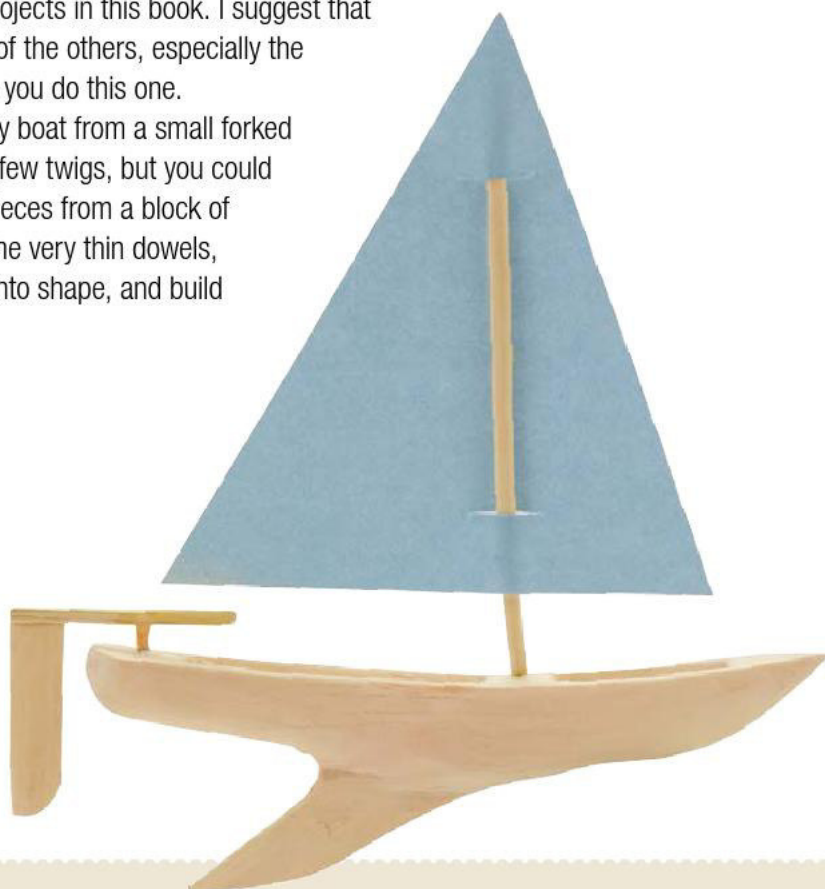 ojects in this book. I suggest that
of the others, especially the
you do this one.
y boat from a small forked
few twigs, but you could
eces from a block of
ne very thin dowels,
nto shape, and build